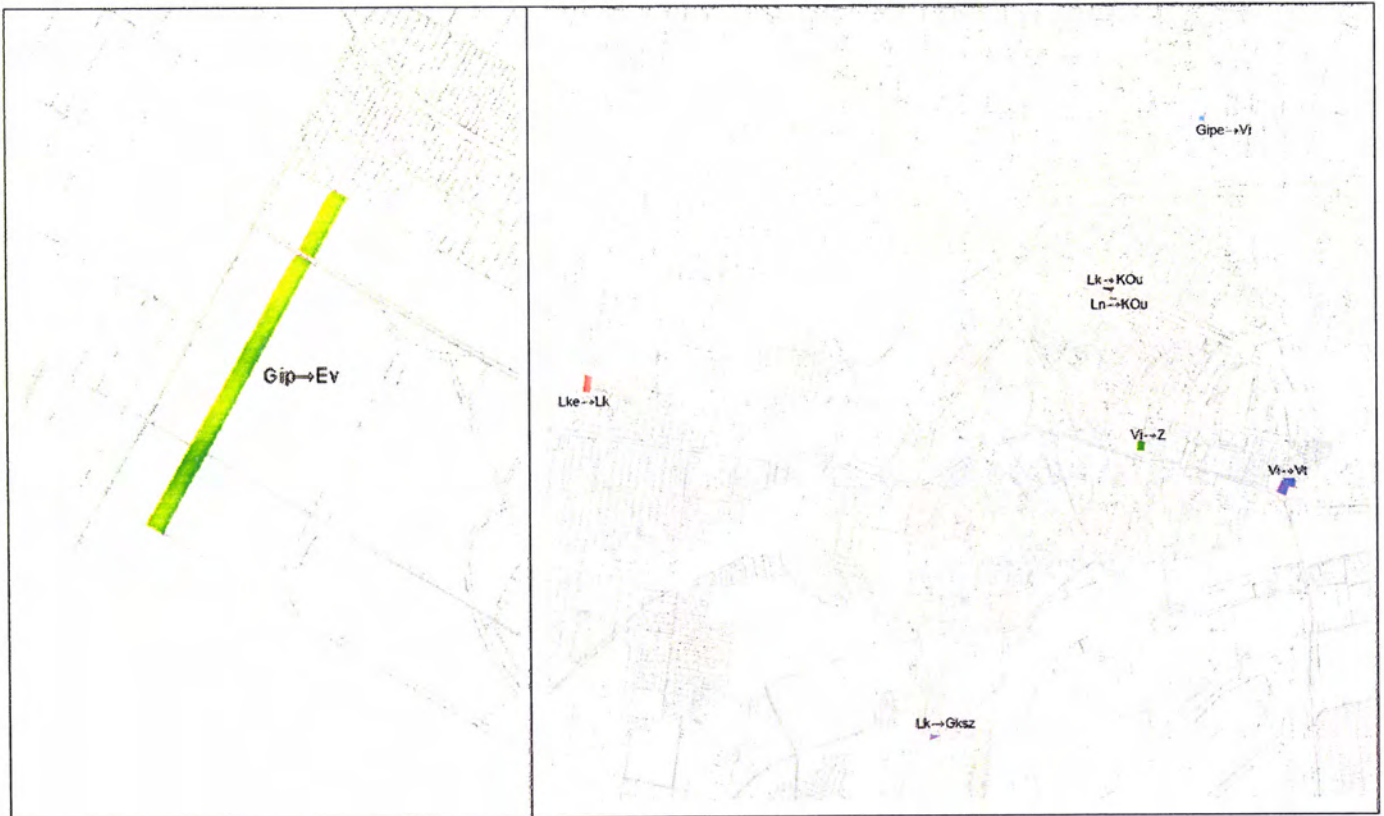 Gip→Ev
Gipe→Vt
Lk→KOu
Ln→KOu
Lke→Lk
Vt→Z
Vt→Vt
Lk→Gksz